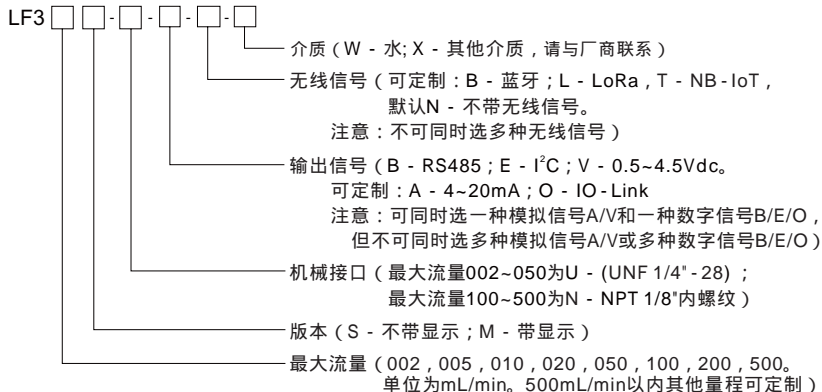 LF3□□-□-□-□-□
介质(W - 水; X - 其他介质,请与厂商联系)
无线信号(可定制:B - 蓝牙;L - LoRa,T - NB-IoT,
默认N - 不带无线信号。
注意:不可同时选多种无线信号)
输出信号(B - RS485;E - I²C;V - 0.5~4.5Vdc。
可定制:A - 4~20mA;O - IO-Link
注意:可同时选一种模拟信号A/V和一种数字信号B/E/O,
但不可同时选多种模拟信号A/V或多种数字信号B/E/O)
机械接口(最大流量002~050为U - (UNF 1/4"-28);
最大流量100~500为N - NPT 1/8"内螺纹)
版本(S - 不带显示;M - 带显示)
最大流量(002,005,010,020,050,100,200,500。
单位为mL/min。500mL/min以内其他量程可定制)